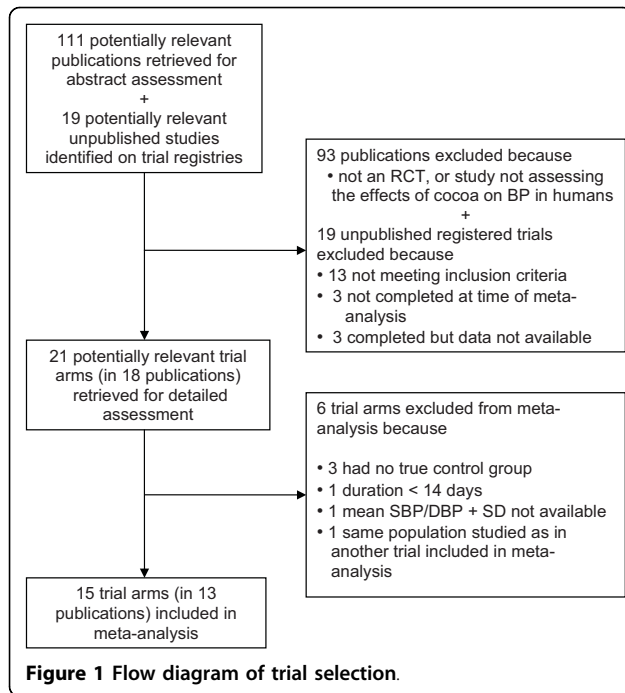 111 potentially relevant
publications retrieved for
abstract assessment
+
19 potentially relevant
unpublished studies
identified on trial registries
93 publications excluded because
• not an RCT, or study not assessing
the effects of cocoa on BP in humans
+
19 unpublished registered trials
excluded because
• 13 not meeting inclusion criteria
• 3 not completed at time of meta-
analysis
• 3 completed but data not available
21 potentially relevant trial
arms (in 18 publications)
retrieved for detailed
assessment
6 trial arms excluded from meta-
analysis because
• 3 had no true control group
• 1 duration < 14 days
• 1 mean SBP/DBP + SD not available
• 1 same population studied as in
another trial included in meta-
analysis
15 trial arms (in 13
publications) included in
meta-analysis
Figure 1 Flow diagram of trial selection.